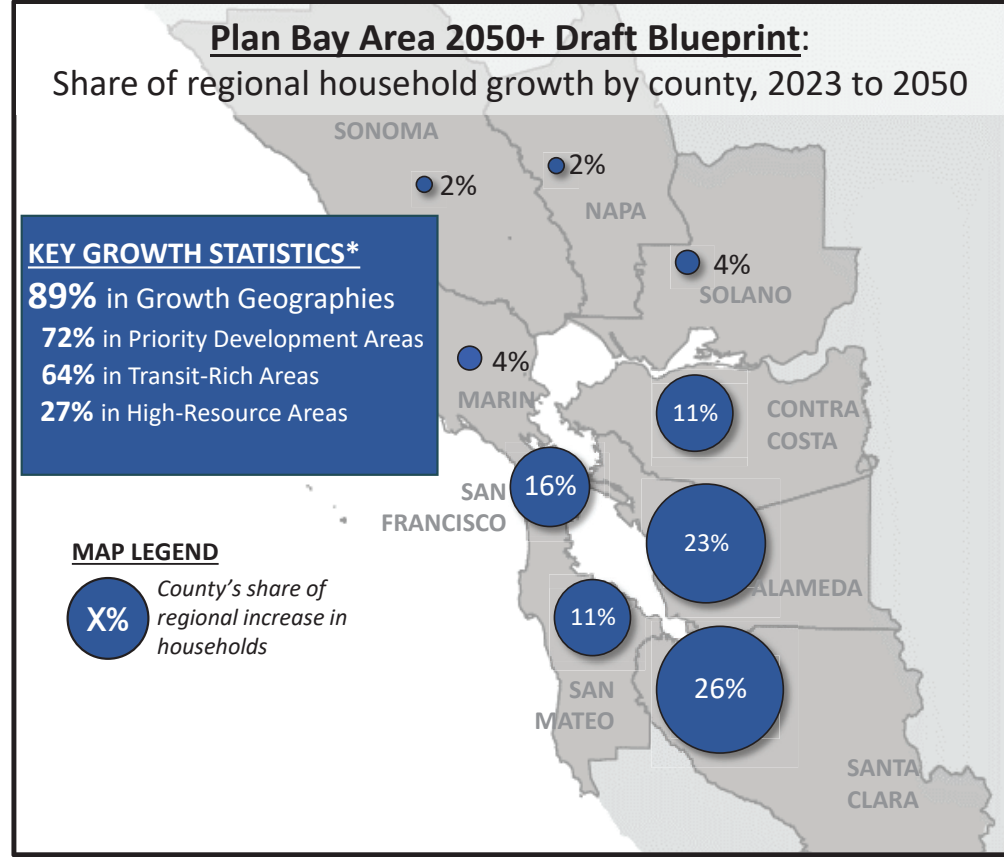 Plan Bay Area 2050+ Draft Blueprint:
Share of regional household growth by county, 2023 to 2050
SONOMA
2%
2%
NAPA
4%
SOLANO
KEY GROWTH STATISTICS*
89% in Growth Geographies
72% in Priority Development Areas
64% in Transit-Rich Areas
27% in High-Resource Areas
4%
MARIN
11%
CONTRA
COSTA
16%
SAN
FRANCISCO
23%
ALAMEDA
MAP LEGEND
X%
County's share of
regional increase in
households
11%
SAN
MATEO
26%
SANTA
CLARA